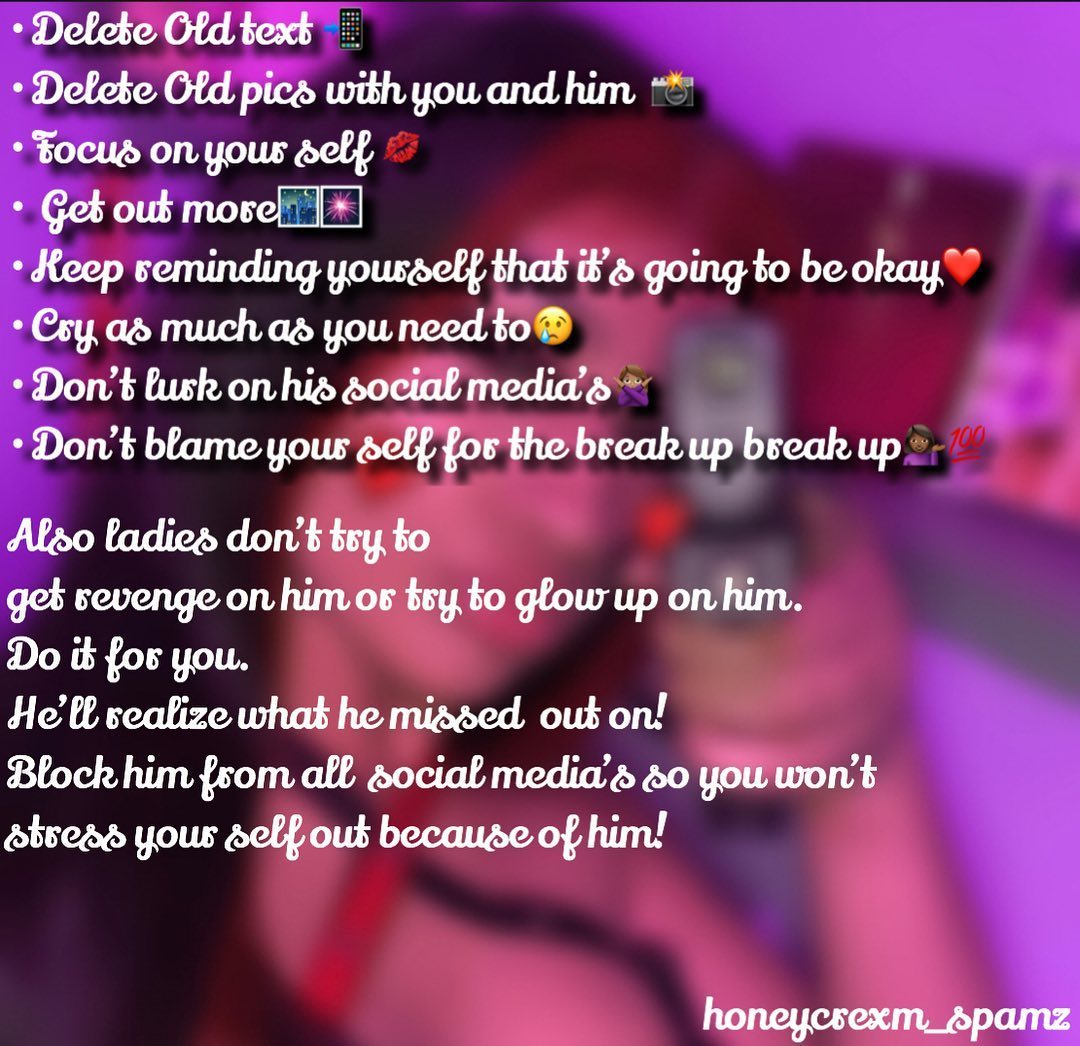 • Delete Old text 📲
• Delete Old pics with you and him 📸
• Focus on your self 💋
• Get out more🌃🎆
• Keep reminding yourself that it's going to be okay❤️
• Cry as much as you need to😢
• Don't lurk on his social media's🙅🏽‍♀️
• Don't blame your self for the break up break up💁🏾‍♀️💯
Also ladies don't try to
get revenge on him or try to glow up on him.
Do it for you.
He'll realize what he missed out on!
Block him from all social media's so you won't
stress your self out because of him!
honeycrexm_spamz